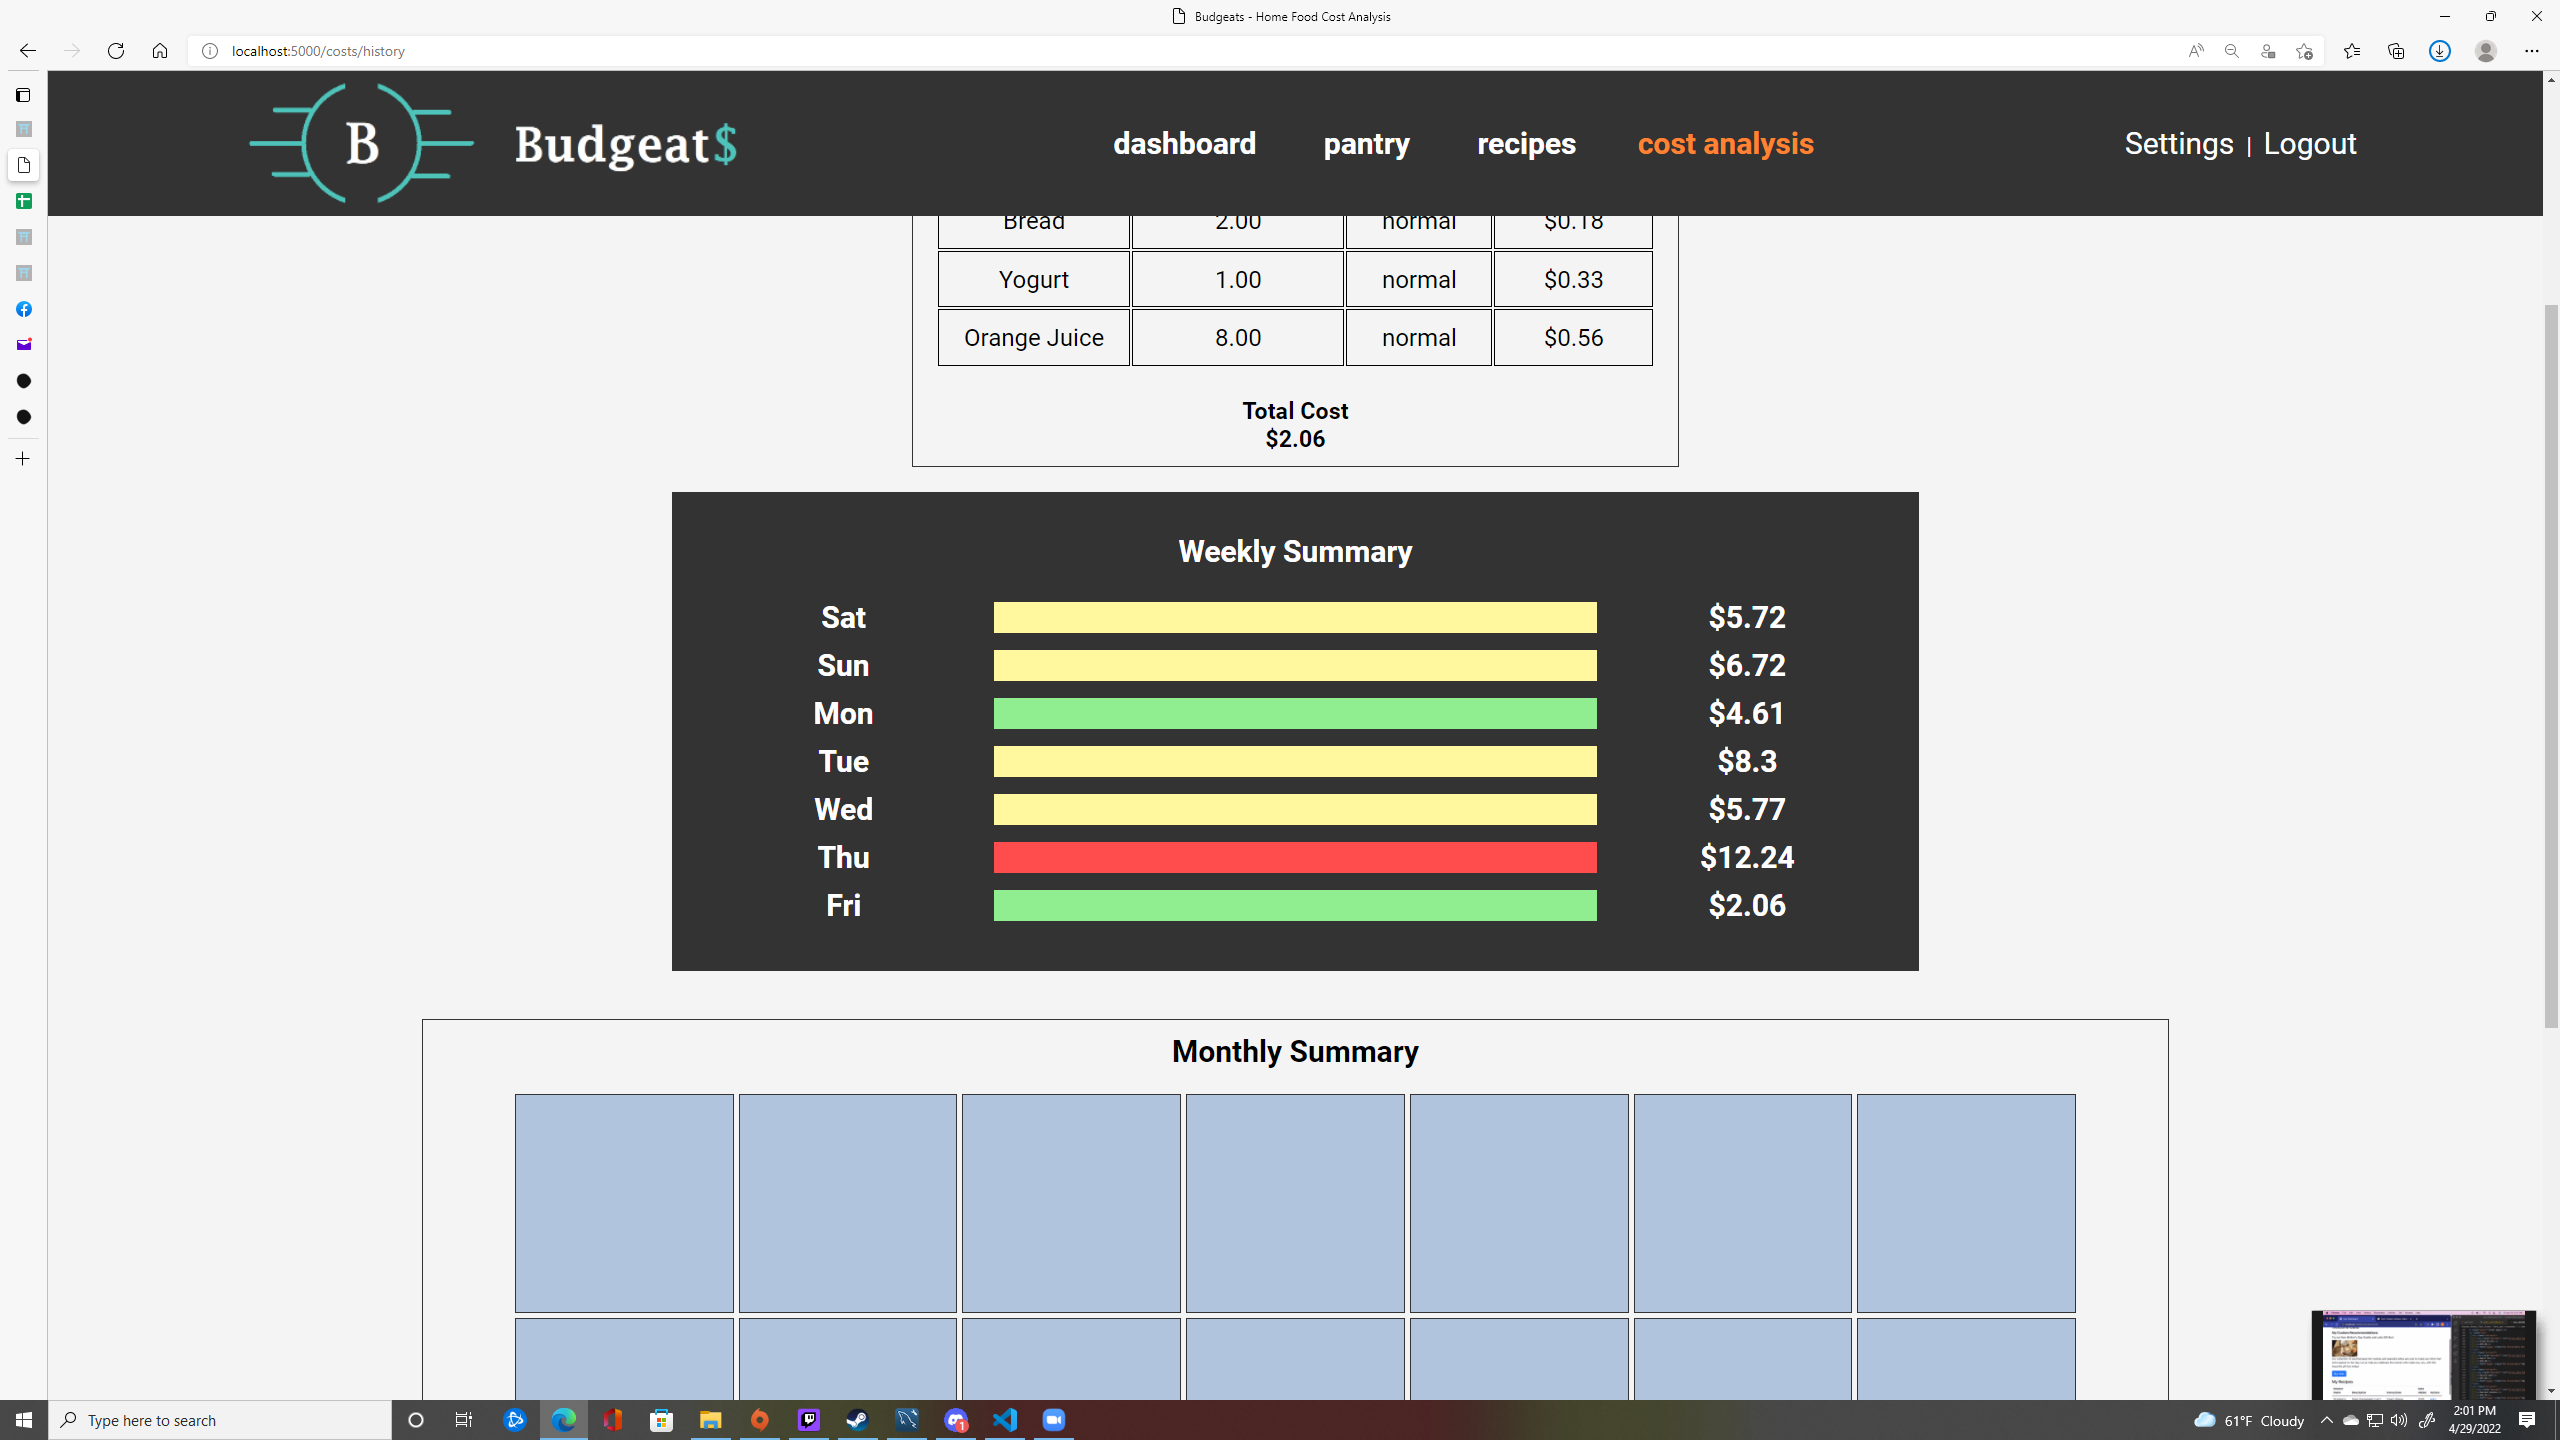 Budgeats - Home Food Cost Analysis
localhost:5000/costs/history
B Budgeat$ dashboard pantry recipes cost analysis Settings | Logout
Bread 2.00 normal $0.18
Yogurt 1.00 normal $0.33
Orange Juice 8.00 normal $0.56
Total Cost
$2.06
Weekly Summary
Sat $5.72
Sun $6.72
Mon $4.61
Tue $8.3
Wed $5.77
Thu $12.24
Fri $2.06
Monthly Summary
Type here to search
1
61°F Cloudy
2:01 PM
4/29/2022